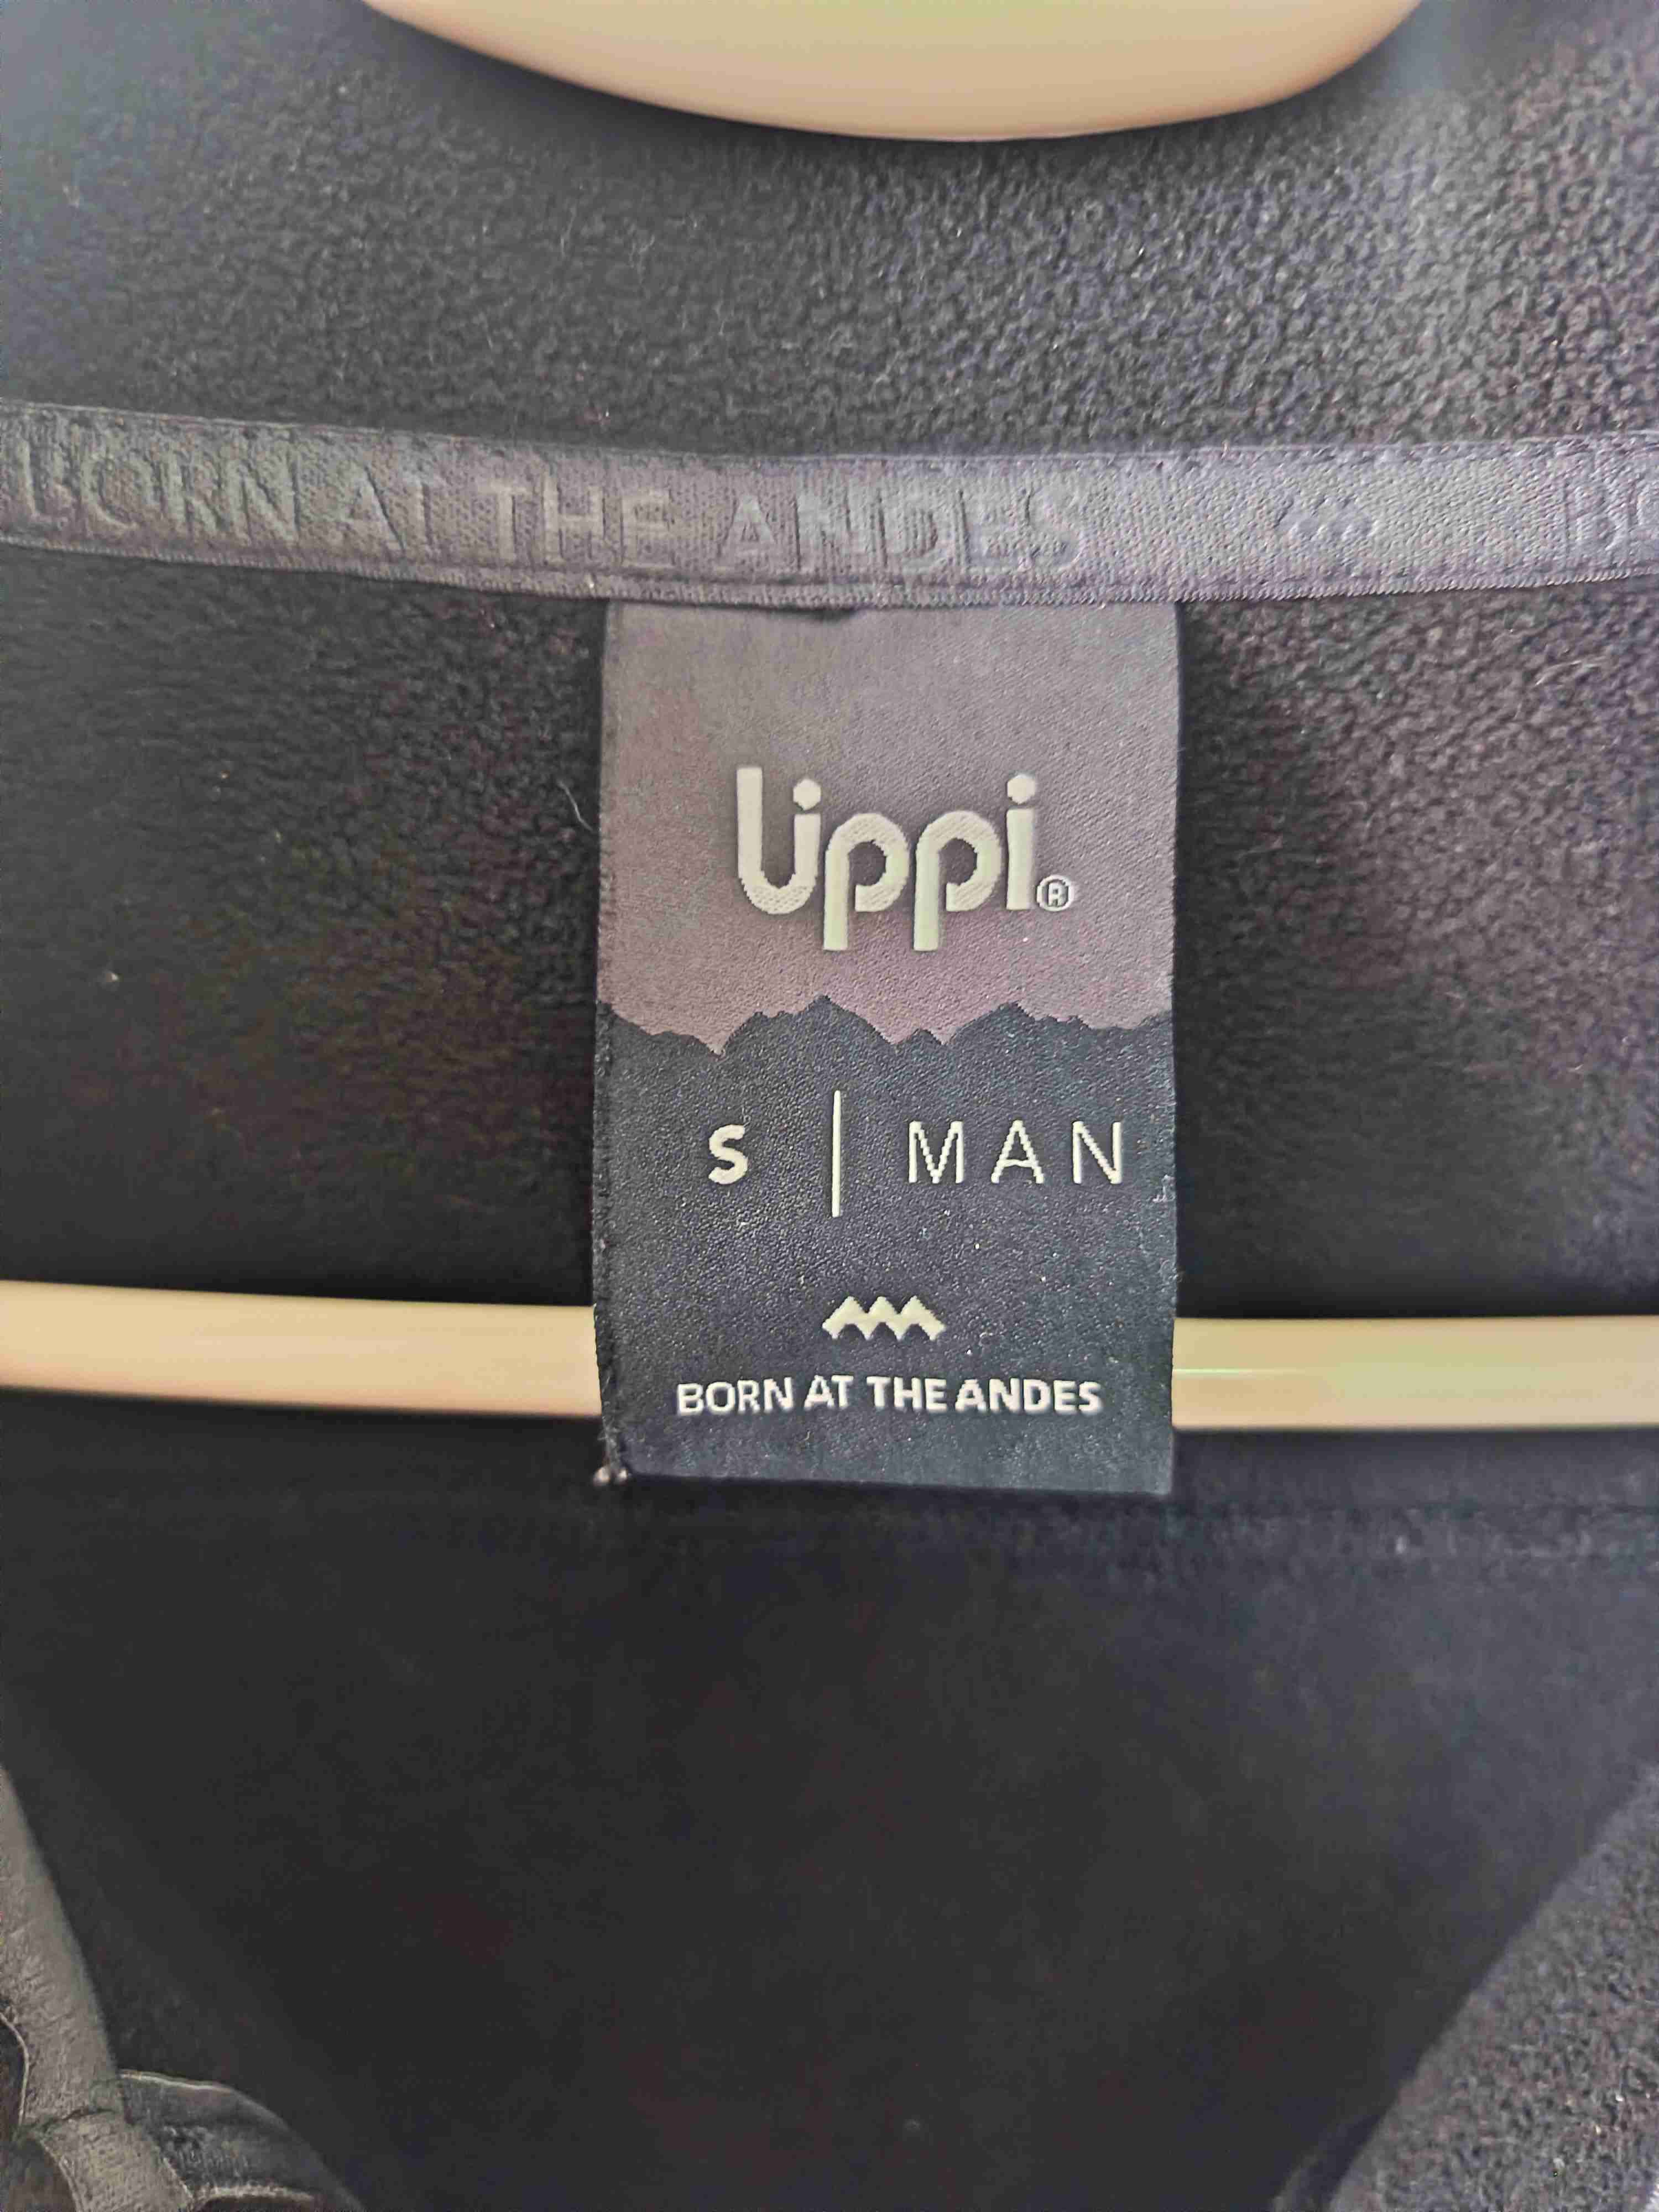 BORN AT THE ANDES
lippi®
S | MAN
BORN AT THE ANDES